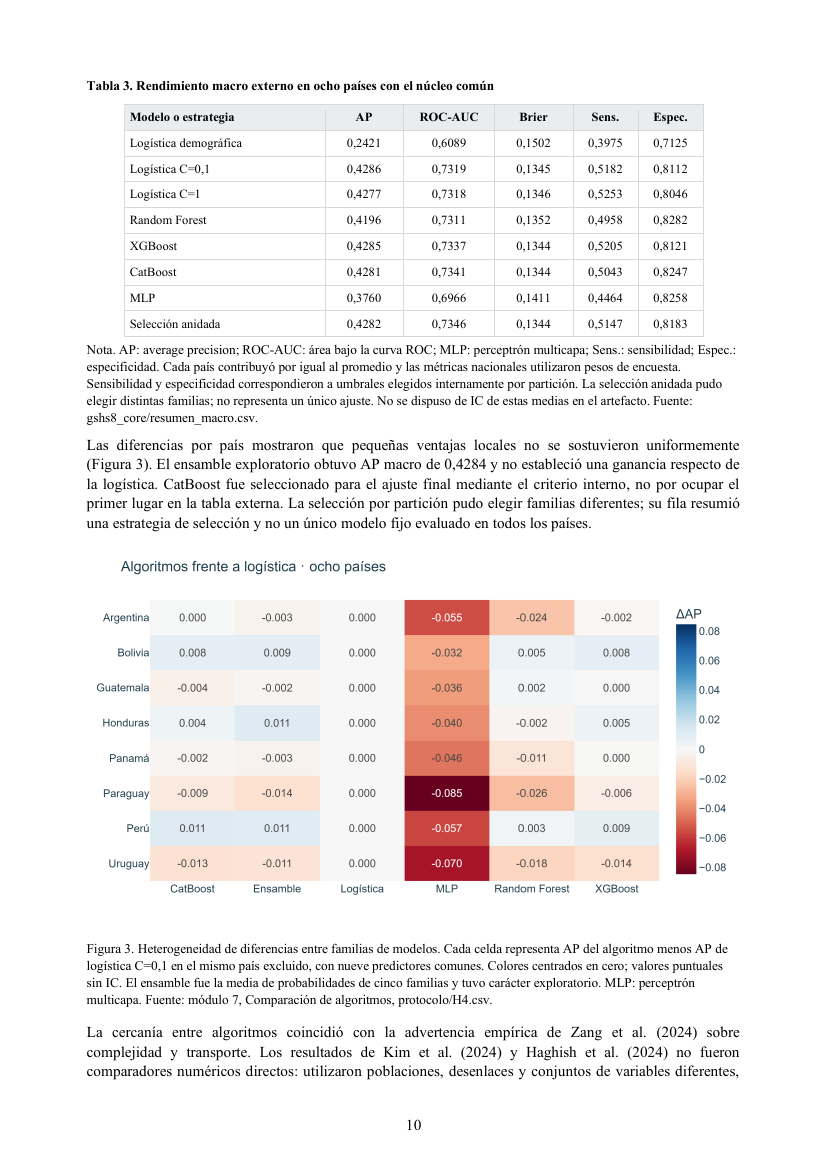 Tabla 3. Rendimiento macro externo en ocho países con el núcleo común
Modelo o estrategia AP ROC-AUC Brier Sens. Espec.
Logística demográfica 0,2421 0,6089 0,1502 0,3975 0,7125
Logística C=0,1 0,4286 0,7319 0,1345 0,5182 0,8112
Logística C=1 0,4277 0,7318 0,1346 0,5253 0,8046
Random Forest 0,4196 0,7311 0,1352 0,4958 0,8282
XGBoost 0,4285 0,7337 0,1344 0,5205 0,8121
CatBoost 0,4281 0,7341 0,1344 0,5043 0,8247
MLP 0,3760 0,6966 0,1411 0,4464 0,8258
Selección anidada 0,4282 0,7346 0,1344 0,5147 0,8183
Nota. AP: average precision; ROC-AUC: área bajo la curva ROC; MLP: perceptrón multicapa; Sens.: sensibilidad; Espec.:
especificidad. Cada país contribuyó por igual al promedio y las métricas nacionales utilizaron pesos de encuesta.
Sensibilidad y especificidad correspondieron a umbrales elegidos internamente por partición. La selección anidada pudo
elegir distintas familias; no representa un único ajuste. No se dispuso de IC de estas medias en el artefacto. Fuente:
gshs8_core/resumen_macro.csv.
Las diferencias por país mostraron que pequeñas ventajas locales no se sostuvieron uniformemente
(Figura 3). El ensamble exploratorio obtuvo AP macro de 0,4284 y no estableció una ganancia respecto de
la logística. CatBoost fue seleccionado para el ajuste final mediante el criterio interno, no por ocupar el
primer lugar en la tabla externa. La selección por partición pudo elegir familias diferentes; su fila resumió
una estrategia de selección y no un único modelo fijo evaluado en todos los países.
Algoritmos frente a logística · ocho países
ΔAP
Argentina 0.000 -0.003 0.000 -0.055 -0.024 -0.002
Bolivia 0.008 0.009 0.000 -0.032 0.005 0.008
Guatemala -0.004 -0.002 0.000 -0.036 0.002 0.000
Honduras 0.004 0.011 0.000 -0.040 -0.002 0.005
Panamá -0.002 -0.003 0.000 -0.046 -0.011 0.000
Paraguay -0.009 -0.014 0.000 -0.085 -0.026 -0.006
Perú 0.011 0.011 0.000 -0.057 0.003 0.009
Uruguay -0.013 -0.011 0.000 -0.070 -0.018 -0.014
CatBoost Ensamble Logística MLP Random Forest XGBoost
0.08
0.06
0.04
0.02
0
−0.02
−0.04
−0.06
−0.08
Figura 3. Heterogeneidad de diferencias entre familias de modelos. Cada celda representa AP del algoritmo menos AP de
logística C=0,1 en el mismo país excluido, con nueve predictores comunes. Colores centrados en cero; valores puntuales
sin IC. El ensamble fue la media de probabilidades de cinco familias y tuvo carácter exploratorio. MLP: perceptrón
multicapa. Fuente: módulo 7, Comparación de algoritmos, protocolo/H4.csv.
La cercanía entre algoritmos coincidió con la advertencia empírica de Zang et al. (2024) sobre
complejidad y transporte. Los resultados de Kim et al. (2024) y Haghish et al. (2024) no fueron
comparadores numéricos directos: utilizaron poblaciones, desenlaces y conjuntos de variables diferentes,
10